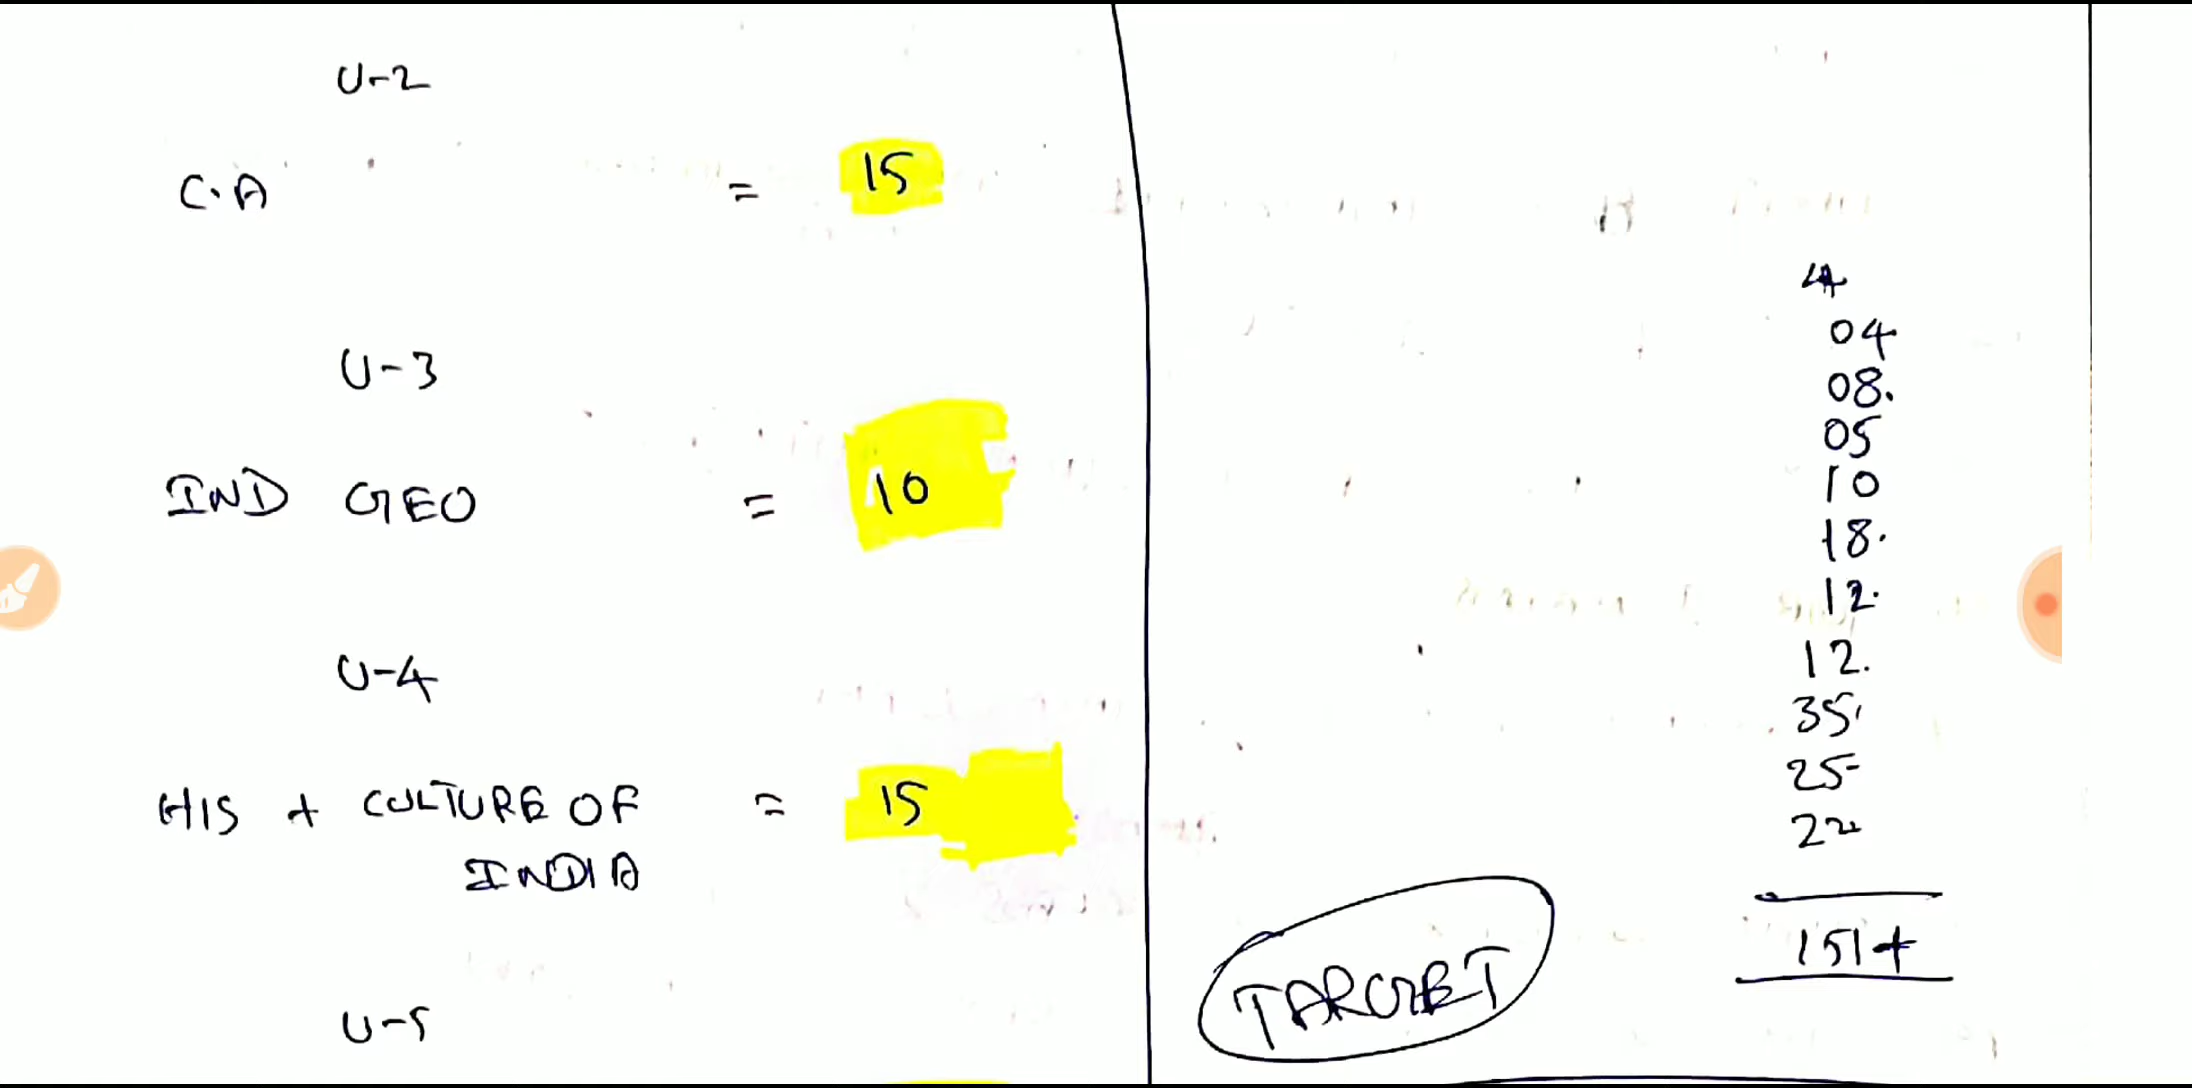 U-2
C.A = 15
U-3
IND GEO = 10
U-4
HIS + CULTURE OF = 15
INDIA
U-5
04
08.
05
10
18.
12.
12.
35
25
22
151+
TARGET